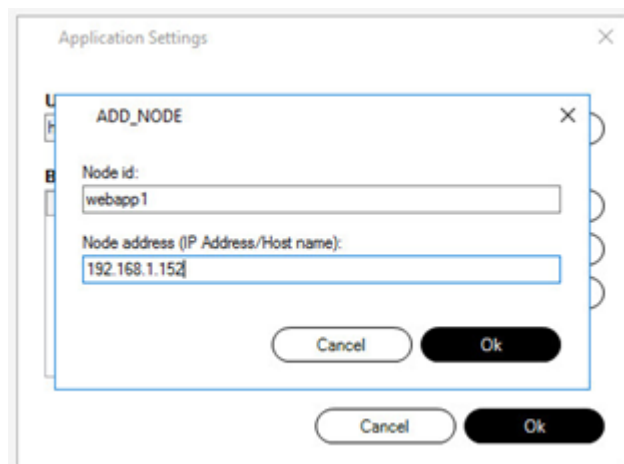 Application Settings
U
ADD_NODE
Node id:
webapp1
B
Node address (IP Address/Host name):
192.168.1.152
Cancel
Ok
Cancel
Ok